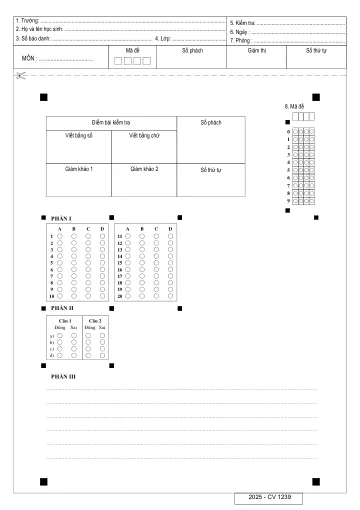 1. Trường: ......................................................................
2. Họ và tên học sinh: ......................................................
3. Số báo danh: ............................................ 4. Lớp: ......................
5. Kiểm tra: ..........................................
6. Ngày : ..........................................
7. Phòng : ..........................................
Mã đề Số phách Giám thị Số thứ tự
MÔN : ..............................
8. Mã đề
Điểm bài kiểm tra Số phách
Viết bằng số Viết bằng chữ
Giám khảo 1 Giám khảo 2 Số thứ tự
0
1
2
3
4
5
6
7
8
9
PHẦN I
A B C D A B C D
1 11
2 12
3 13
4 14
5 15
6 16
7 17
8 18
9 19
10 20
PHẦN II
Câu 1 Câu 2
Đúng Sai Đúng Sai
a)
b)
c)
d)
PHẦN III
2025 - CV 1239